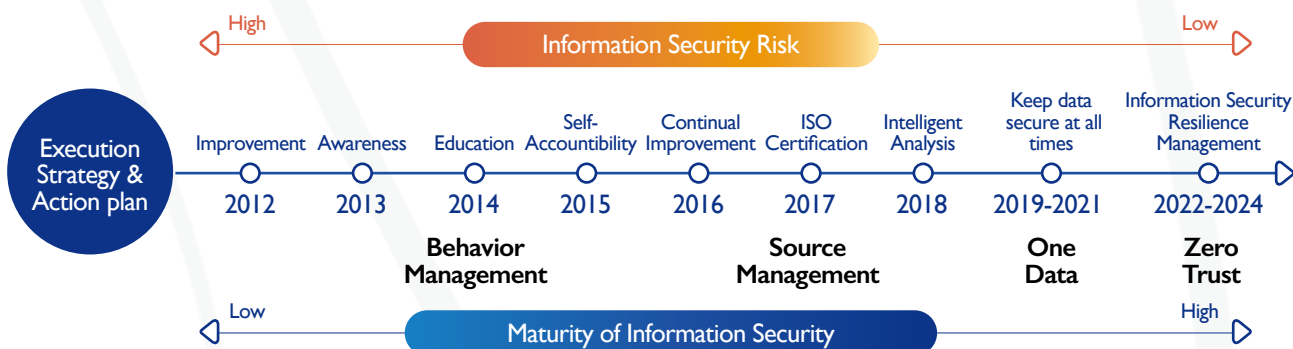 High
Information Security Risk
Low
Execution
Strategy &
Action plan
Improvement
2012
Awareness
2013
Education
2014
Self-
Accountibility
2015
Continual
Improvement
2016
ISO
Certification
2017
Intelligent
Analysis
2018
Keep data
secure at all
times
2019-2021
Information Security
Resilience
Management
2022-2024
Behavior
Management
Source
Management
One
Data
Zero
Trust
Low
Maturity of Information Security
High